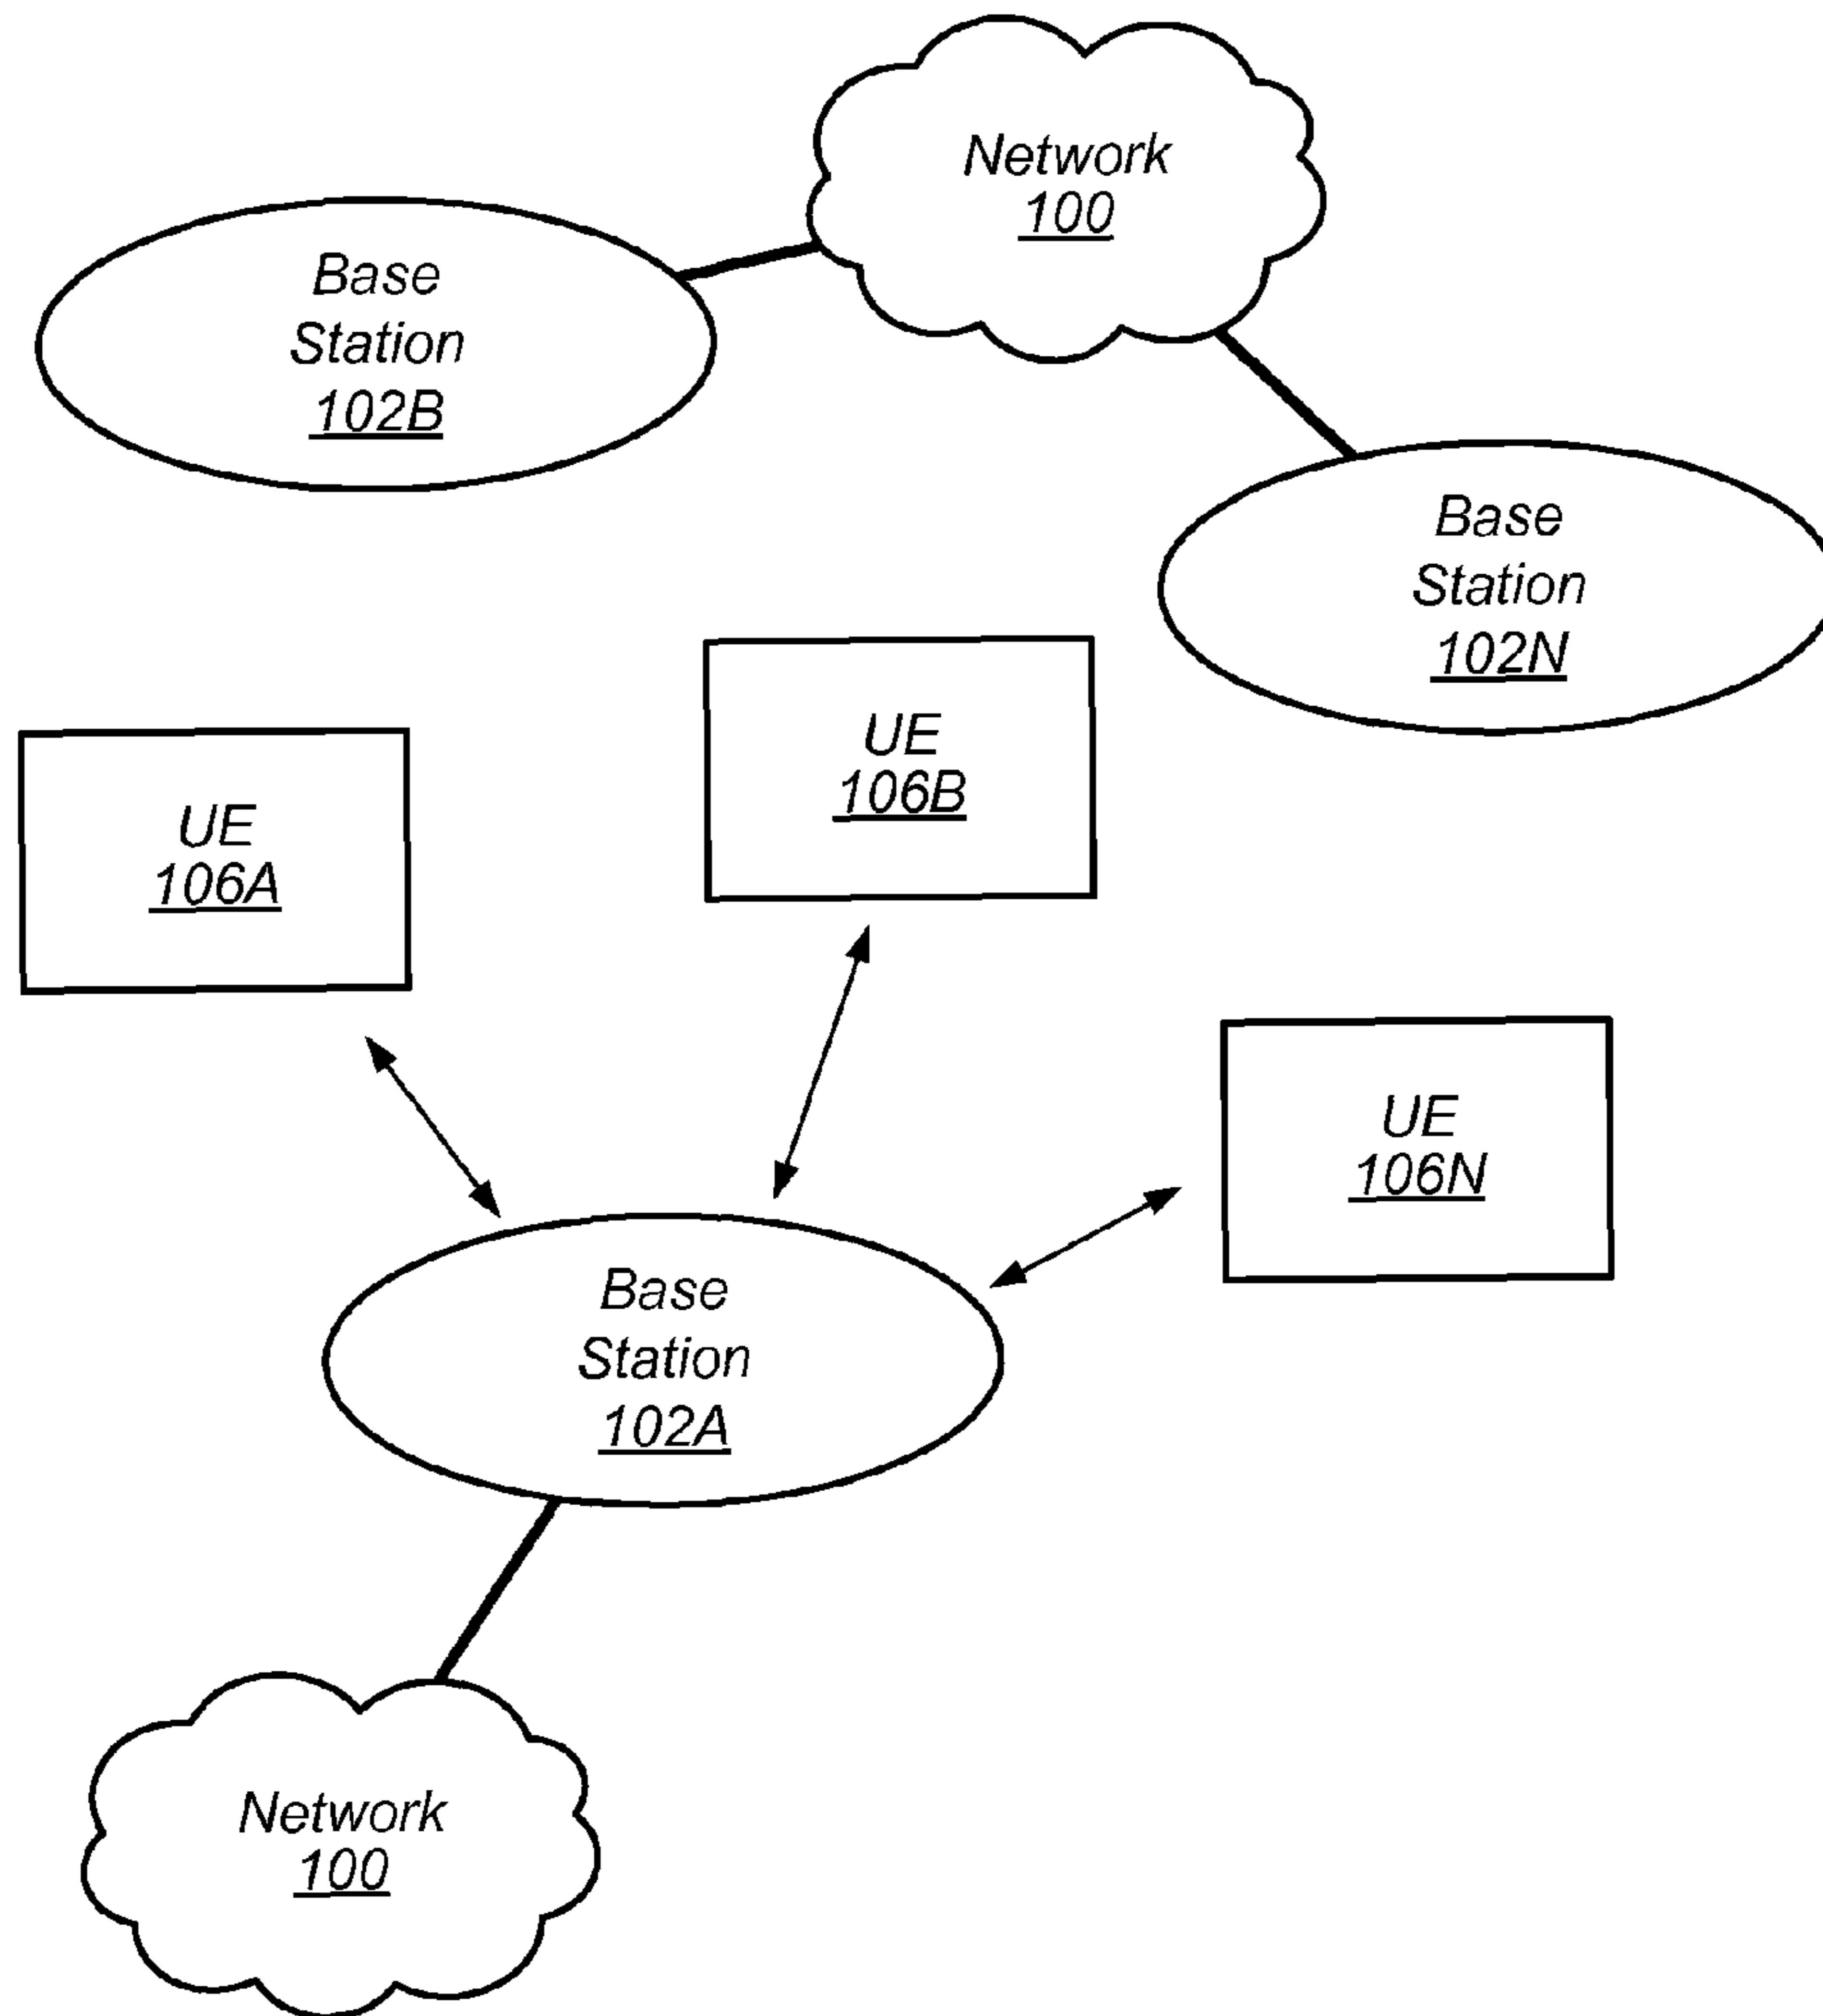 Network
100
Base
Station
102B
Base
Station
102N
UE
106B
UE
106A
UE
106N
Base
Station
102A
Network
100